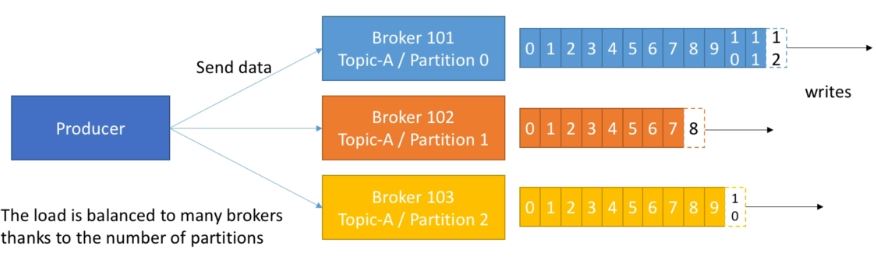 Producer
Send data
Broker 101
Topic-A / Partition 0
0 1 2 3 4 5 6 7 8 9 10 11 12
writes
Broker 102
Topic-A / Partition 1
0 1 2 3 4 5 6 7 8
Broker 103
Topic-A / Partition 2
0 1 2 3 4 5 6 7 8 9 10
The load is balanced to many brokers
thanks to the number of partitions